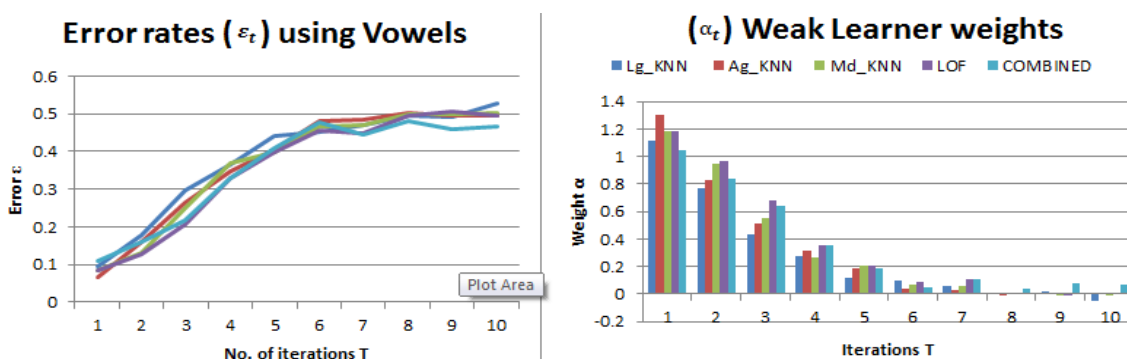 Error rates (εt) using Vowels
0.6
0.5
0.4
0.3
0.2
0.1
0
Error ε
1 2 3 4 5 6 7 8 9 10
No. of iterations T
Plot Area
(αt) Weak Learner weights
Lg_KNN Ag_KNN Md_KNN LOF COMBINED
1.4
1.2
1
0.8
0.6
0.4
0.2
0
-0.2
Weight α
1 2 3 4 5 6 7 8 9 10
Iterations T